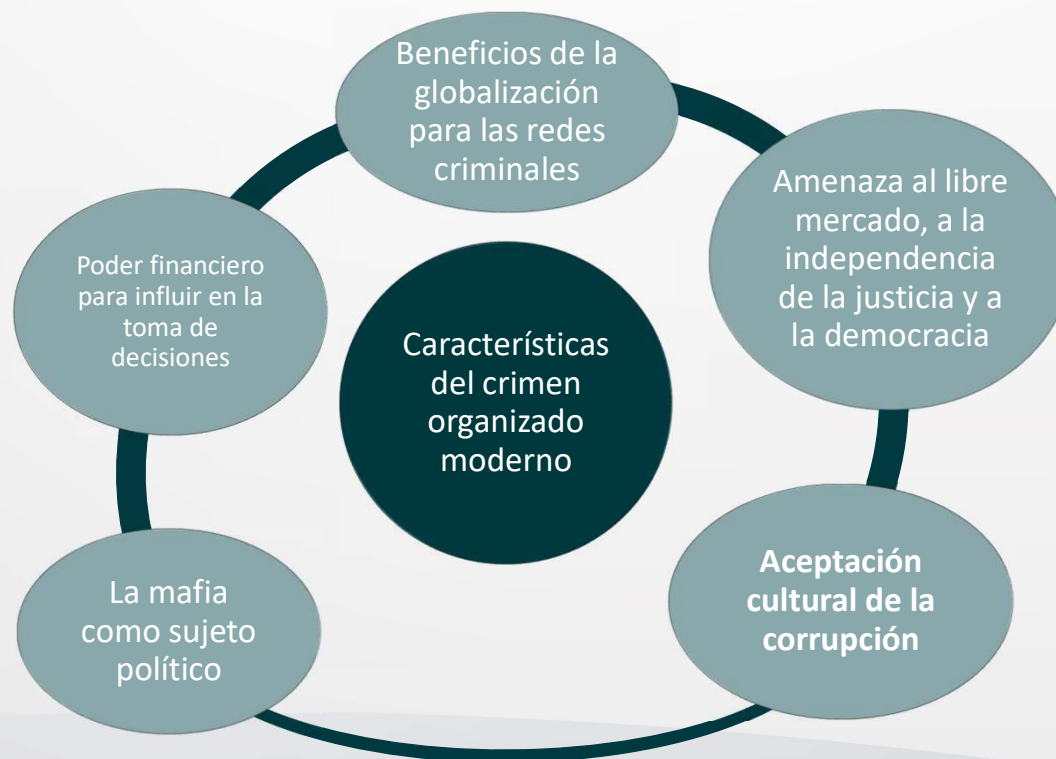 Beneficios de la
globalización
para las redes
criminales
Amenaza al libre
mercado, a la
independencia
de la justicia y a
la democracia
Poder financiero
para influir en la
toma de
decisiones
Características
del crimen
organizado
moderno
Aceptación
cultural de la
corrupción
La mafia
como sujeto
político